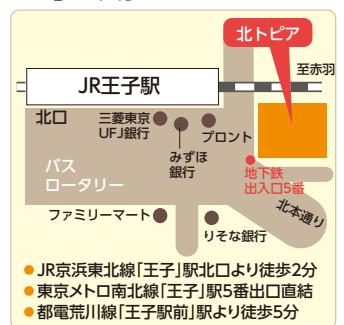 北トピア
至赤羽
JR王子駅
北口
三菱東京
UFJ銀行
プロント
みずほ
銀行
バス
ロータリー
地下鉄
出入口5番
北本通り
ファミリーマート
りそな銀行
●JR京浜東北線「王子」駅北口より徒歩2分
●東京メトロ南北線「王子」駅5番出口直結
●都電荒川線「王子駅前」駅より徒歩5分